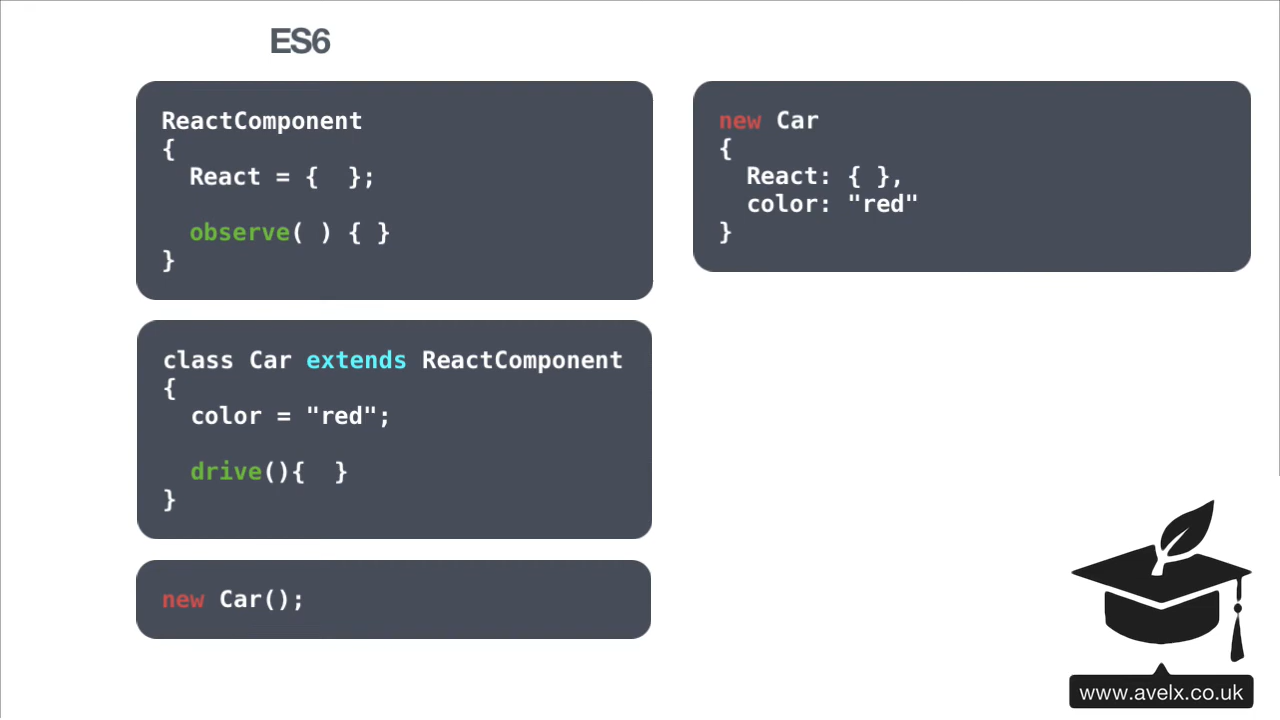 ES6
ReactComponent
{
  React = {  };

  observe( ) { }
}
class Car extends ReactComponent
{
  color = "red";

  drive(){  }
}
new Car();
new Car
{
  React: { },
  color: "red"
}
www.avelx.co.uk